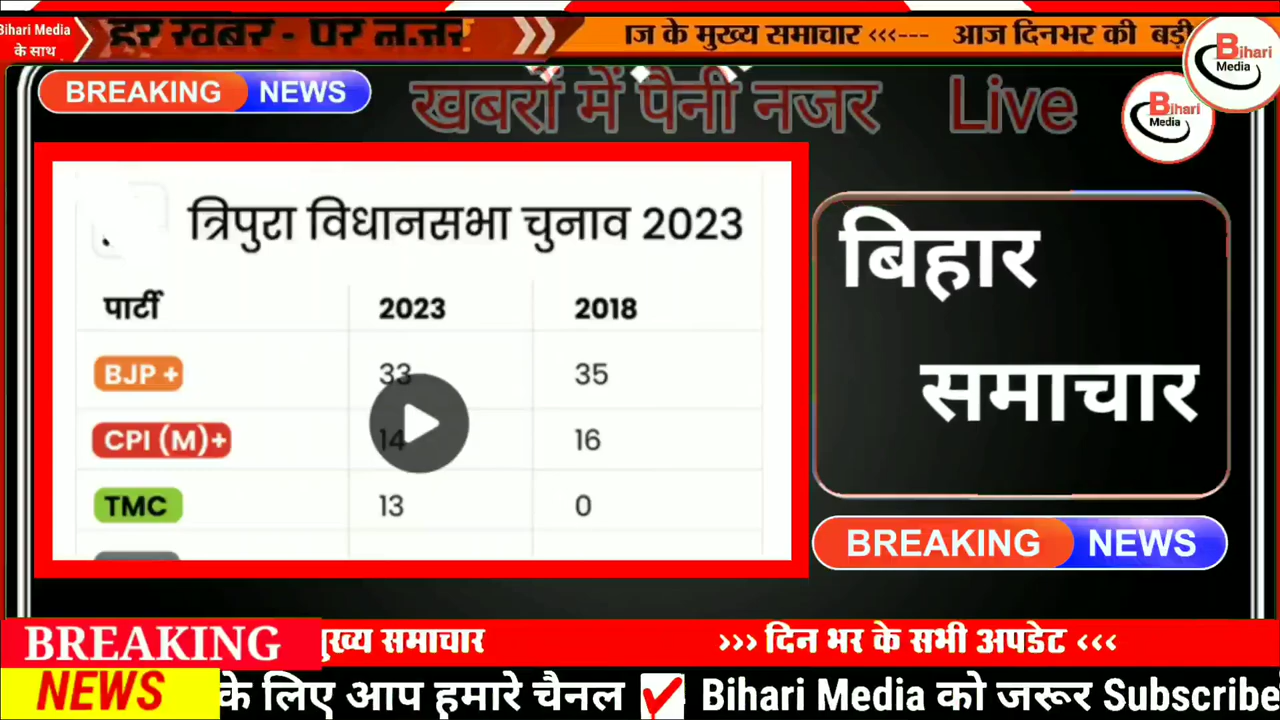 Bihari Media
के साथ
हर खबर - पर नज़र
ाज के मुख्य समाचार <<<--- आज दिनभर की बड़ी
Bihari
Media
BREAKING NEWS
खबरों में पैनी नजर Live
Bihari
Media
त्रिपुरा विधानसभा चुनाव 2023
पार्टी 2023 2018
BJP + 33 35
CPI (M)+ 14 16
TMC 13 0
बिहार
समाचार
BREAKING NEWS
BREAKING
NEWS
मुख्य समाचार >>> दिन भर के सभी अपडेट <<<
के लिए आप हमारे चैनल Bihari Media को जरूर Subscribe